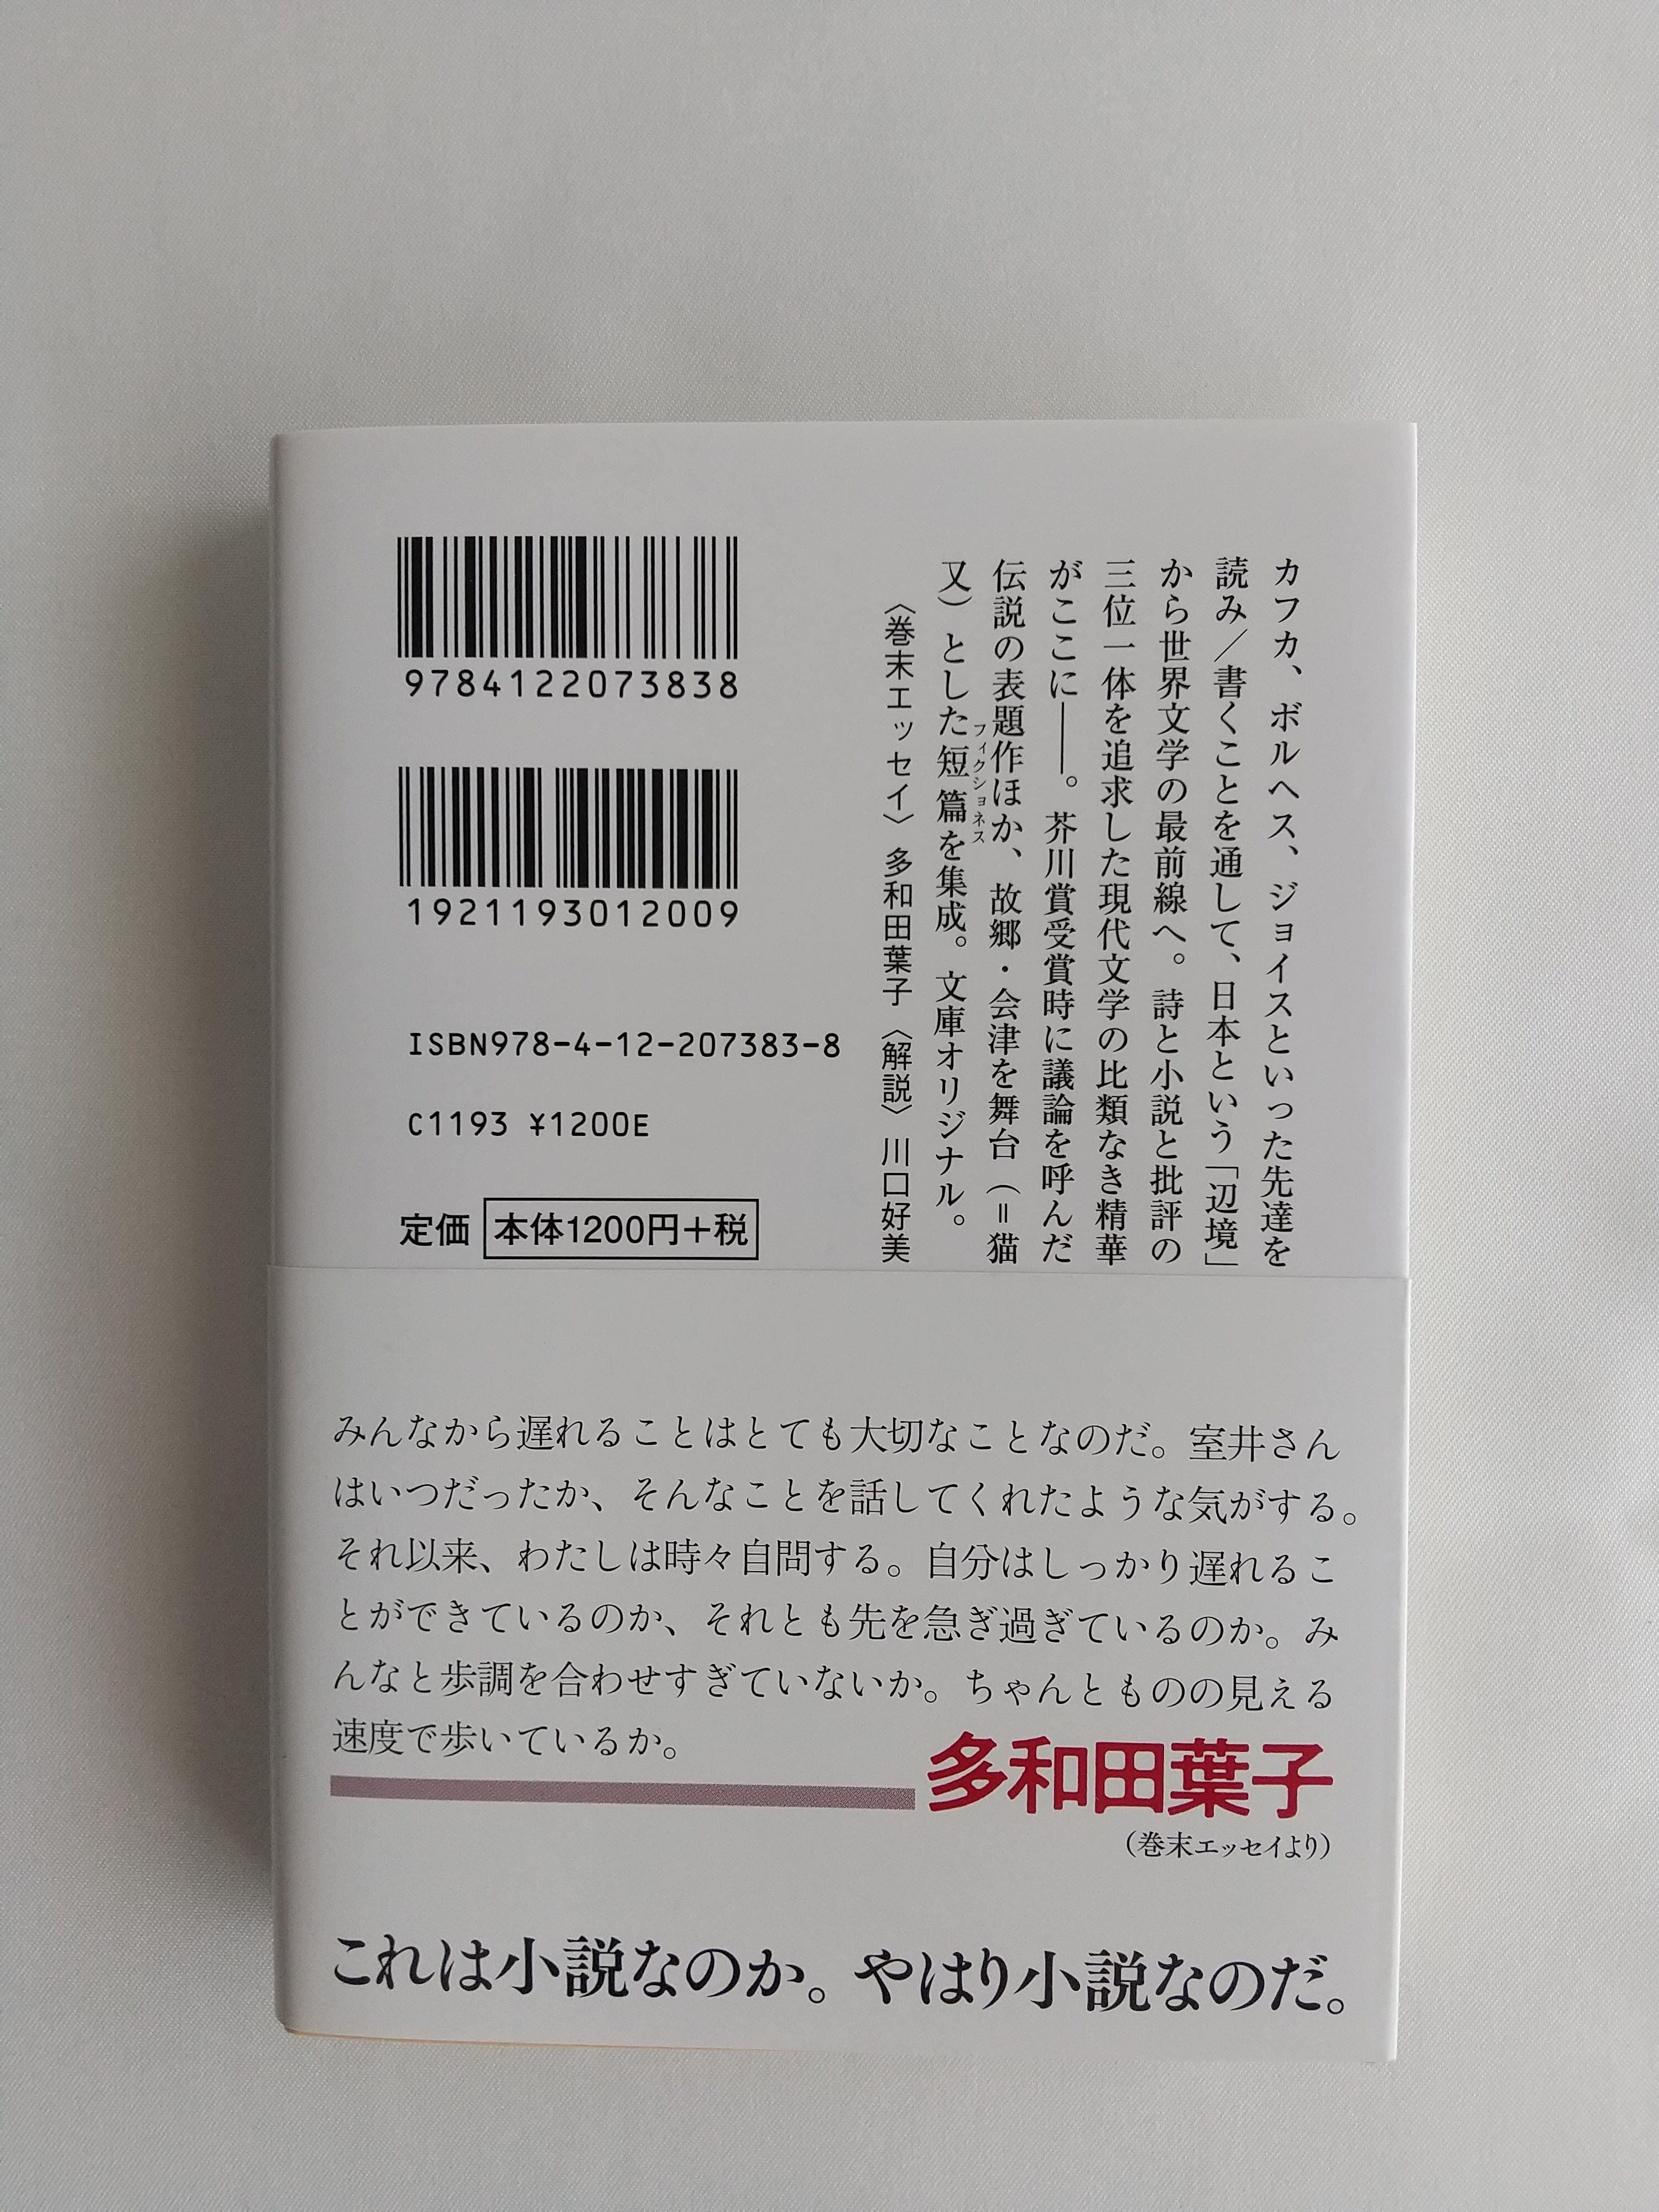 カフカ、ボルヘス、ジョイスといった先達を
読み／書くことを通して、日本という「辺境」
から世界文学の最前線へ。詩と小説と批評の
三位一体を追求した現代文学の比類なき精華
がここに――。芥川賞受賞時に議論を呼んだ
伝説の表題作ほか、故郷・会津を舞台（＝猫
又）とした短篇を集成。文庫オリジナル。
フィクショネス
〈巻末エッセイ〉多和田葉子〈解説〉川口好美
9784122073838
1921193012009
ISBN978-4-12-207383-8
C1193 ¥1200E
定価 本体1200円＋税
みんなから遅れることはとても大切なことなのだ。室井さん
はいつだったか、そんなことを話してくれたような気がする。
それ以来、わたしは時々自問する。自分はしっかり遅れるこ
とができているのか、それとも先を急ぎ過ぎているのか。み
んなと歩調を合わせすぎていないか。ちゃんとものの見える
速度で歩いているか。
多和田葉子
（巻末エッセイより）
これは小説なのか。やはり小説なのだ。